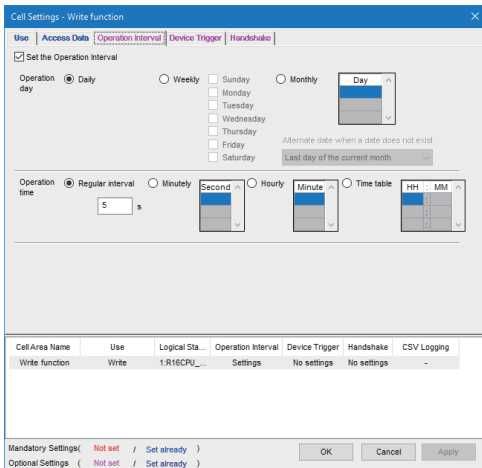 Cell Settings - Write function
Use Access Data Operation Interval Device Trigger Handshake
Set the Operation Interval
Operation day Daily Weekly Sunday Monthly Day
Monday
Tuesday
Wednesday
Thursday
Friday Alternate date when a date does not exist
Saturday Last day of the current month
Operation time Regular interval Minutely Second Hourly Minute Time table HH : MM
5 s :
:
:
Cell Area Name Use Logical Sta... Operation Interval Device Trigger Handshake CSV Logging
Write function Write 1:R16CPU_... Settings No settings No settings -
Mandatory Settings( Not set / Set already )
Optional Settings ( Not set / Set already )
OK Cancel Apply